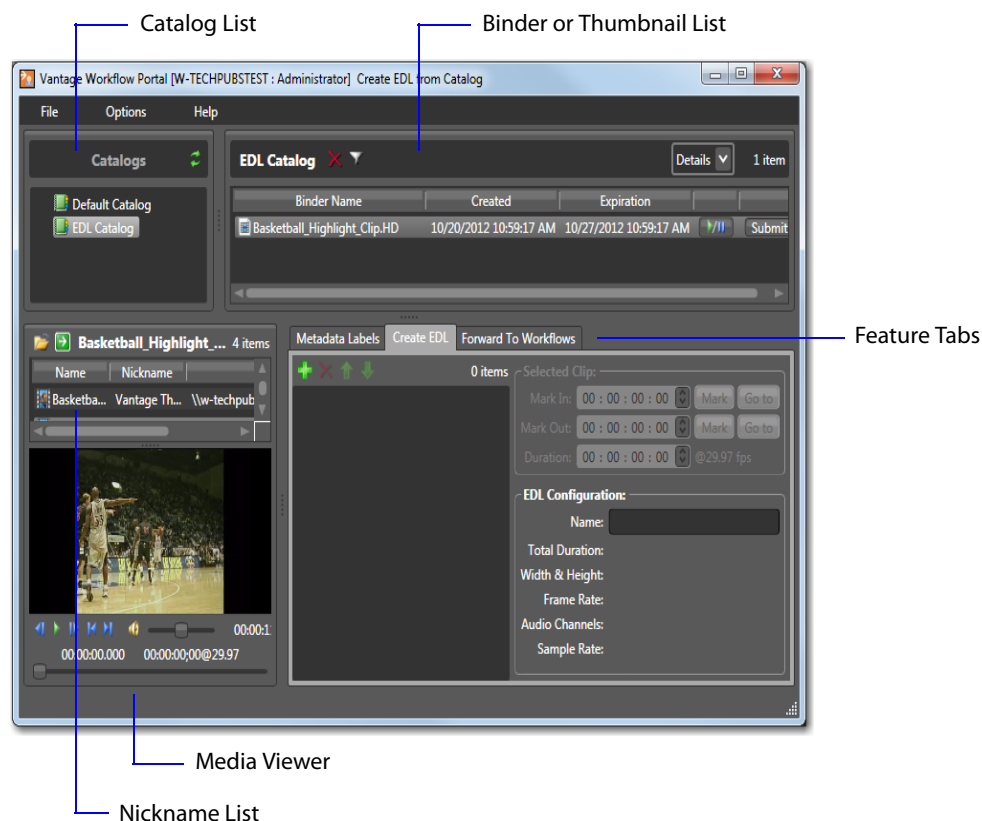 Catalog List
Binder or Thumbnail List
Vantage Workflow Portal [W-TECHPUBSTEST : Administrator] Create EDL from Catalog
File Options Help
Catalogs
EDL Catalog
Details
1 item
Default Catalog
EDL Catalog
Binder Name Created Expiration
Basketball_Highlight_Clip.HD 10/20/2012 10:59:17 AM 10/27/2012 10:59:17 AM Submit
Feature Tabs
Basketball_Highlight_... 4 items
Name Nickname
Basketba... Vantage Th... \\w-techpub
Metadata Labels Create EDL Forward To Workflows
0 items
Selected Clip:
Mark In: 00 : 00 : 00 : 00 Mark Go to
Mark Out: 00 : 00 : 00 : 00 Mark Go to
Duration: 00 : 00 : 00 : 00 @29.97 fps
EDL Configuration:
Name:
Total Duration:
Width & Height:
Frame Rate:
Audio Channels:
Sample Rate:
00:00:1
00:00:00.000 00:00:00;00@29.97
Media Viewer
Nickname List